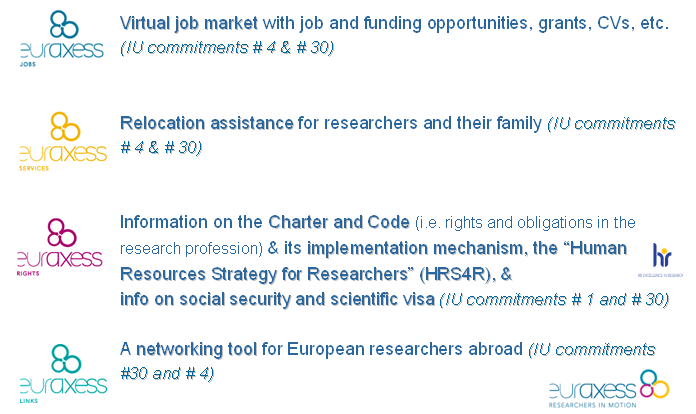 Virtual job market with job and funding opportunities, grants, CVs, etc.
(IU commitments # 4 & # 30)
euraxess
JOBS
Relocation assistance for researchers and their family (IU commitments
# 4 & # 30)
euraxess
SERVICES
Information on the Charter and Code (i.e. rights and obligations in the
research profession) & its implementation mechanism, the “Human
Resources Strategy for Researchers” (HRS4R), &
info on social security and scientific visa (IU commitments # 1 and # 30)
euraxess
RIGHTS
hr
HR EXCELLENCE IN RESEARCH
A networking tool for European researchers abroad (IU commitments
#30 and # 4)
euraxess
LINKS
euraxess
RESEARCHERS IN MOTION